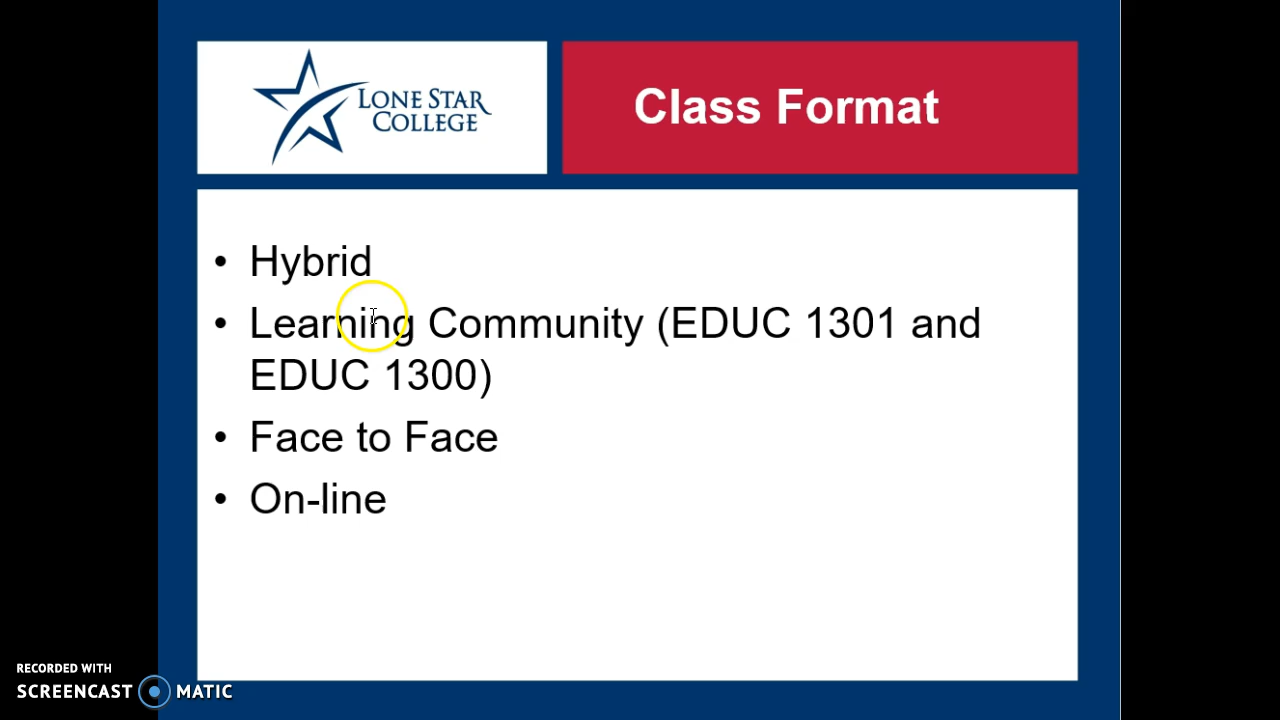 LONE STAR
COLLEGE
Class Format
• Hybrid
• Learning Community (EDUC 1301 and
EDUC 1300)
• Face to Face
• On-line
RECORDED WITH
SCREENCAST MATIC